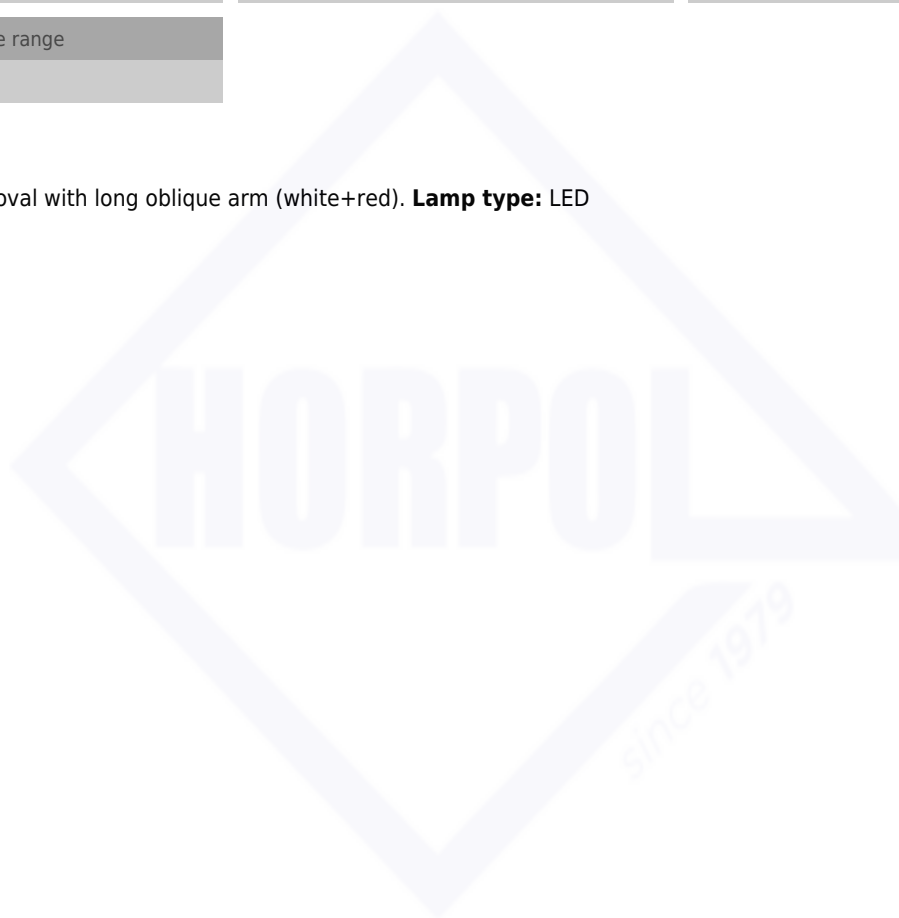 e range
oval with long oblique arm (white+red). Lamp type: LED
HORPOL
since 1979